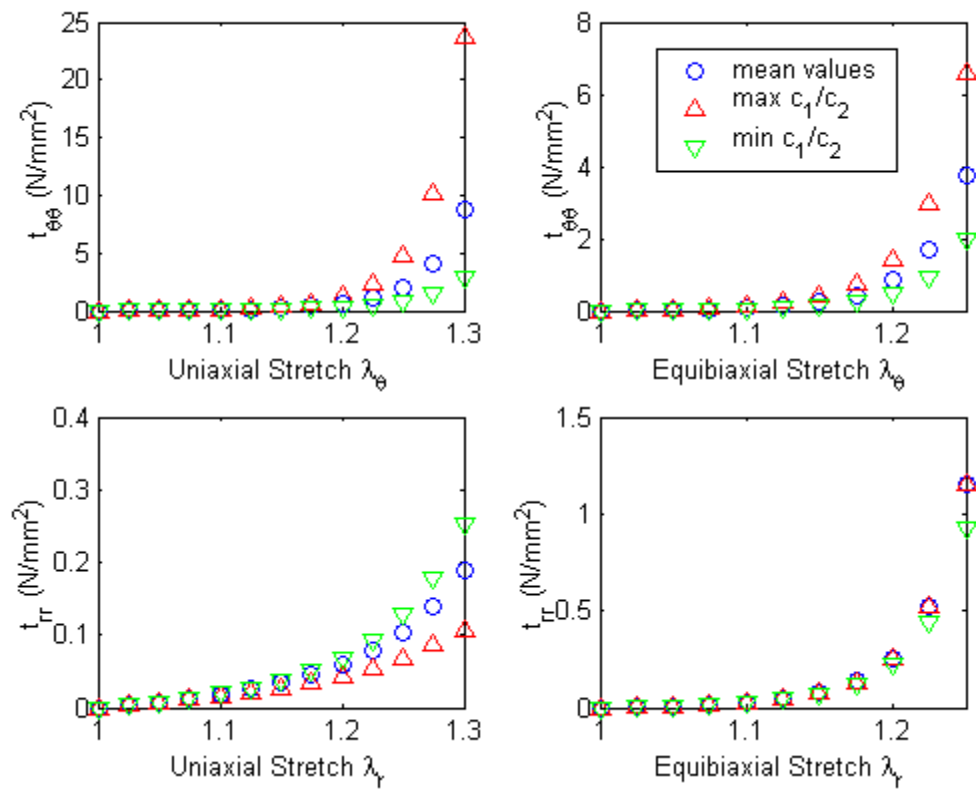 25
20
15
10
5
0
t_θθ (N/mm²)
1 1.1 1.2 1.3
Uniaxial Stretch λ_θ
8
6
4
2
0
t_θθ (N/mm²)
mean values
max c₁/c₂
min c₁/c₂
1 1.1 1.2
Equibiaxial Stretch λ_θ
0.4
0.3
0.2
0.1
0
t_rr (N/mm²)
1 1.1 1.2 1.3
Uniaxial Stretch λ_r
1.5
1
0.5
0
t_rr (N/mm²)
1 1.1 1.2
Equibiaxial Stretch λ_r